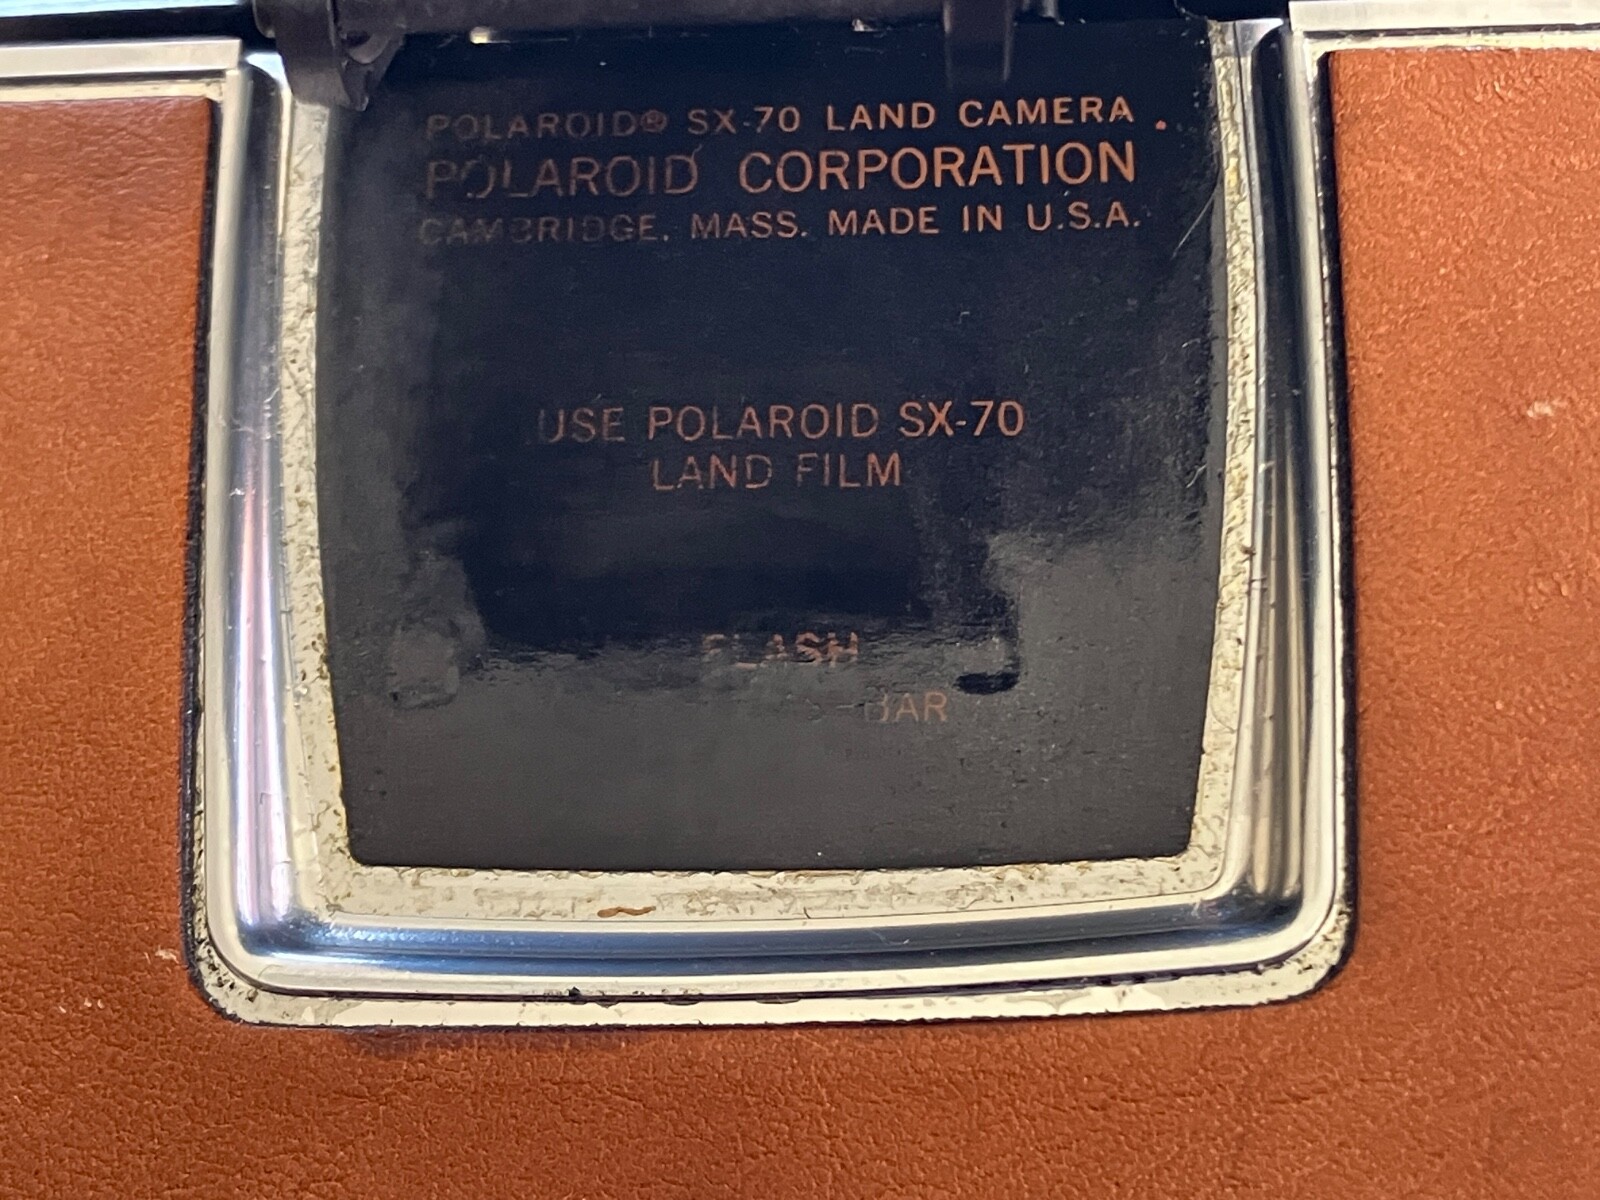 POLAROID® SX-70 LAND CAMERA
POLAROID CORPORATION
CAMBRIDGE, MASS. MADE IN U.S.A.
USE POLAROID SX-70
LAND FILM
FLASH
BAR